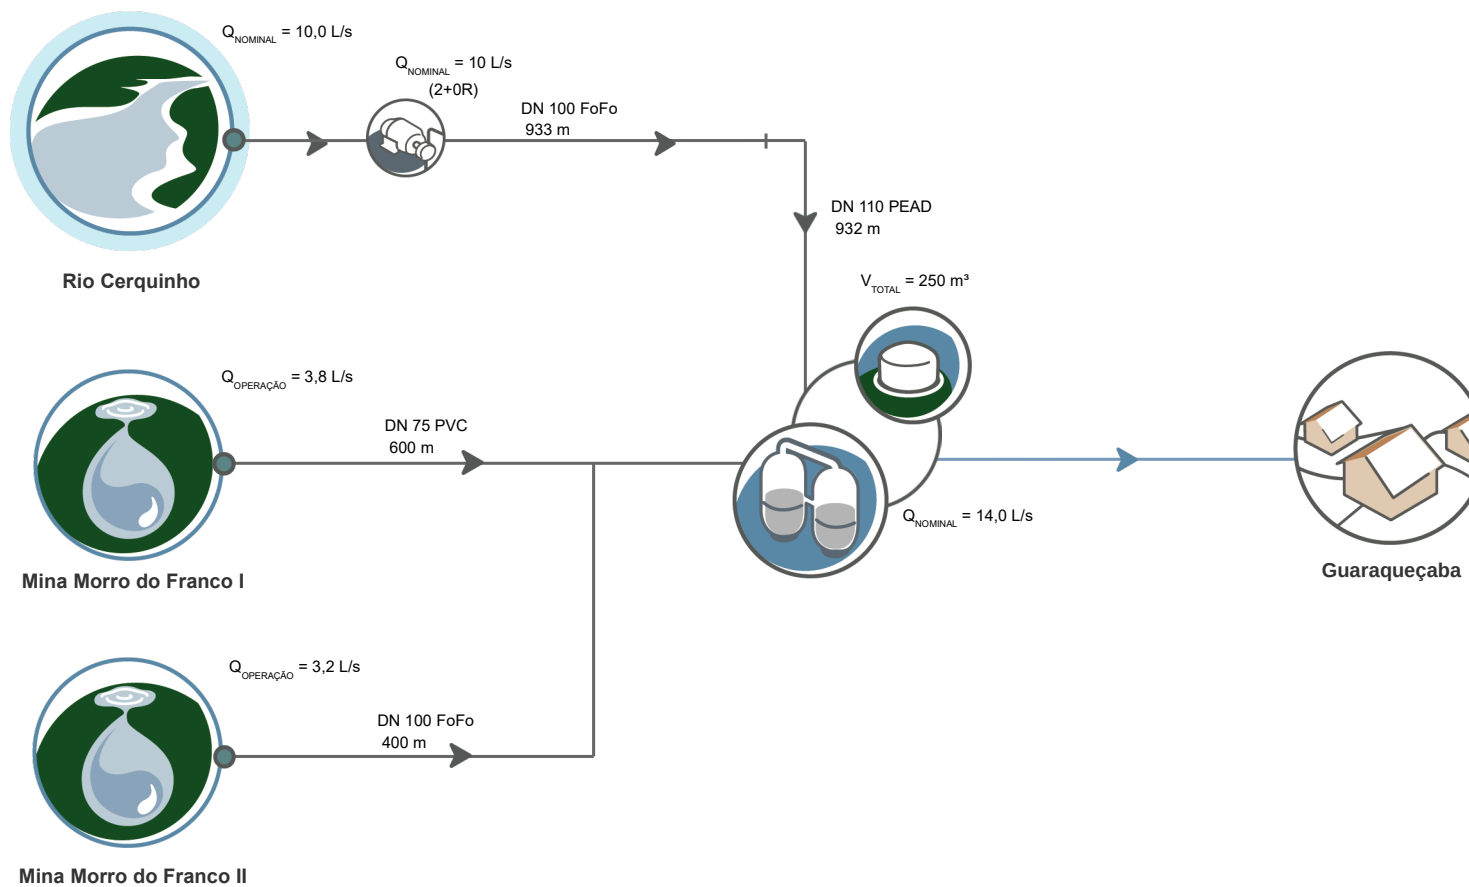 Q NOMINAL = 10,0 L/s
Q NOMINAL = 10 L/s
(2+0R)
DN 100 FoFo
933 m
DN 110 PEAD
932 m
Rio Cerquinho
V TOTAL = 250 m³
Q OPERAÇÃO = 3,8 L/s
DN 75 PVC
600 m
Q NOMINAL = 14,0 L/s
Mina Morro do Franco I
Guaraqueçaba
Q OPERAÇÃO = 3,2 L/s
DN 100 FoFo
400 m
Mina Morro do Franco II